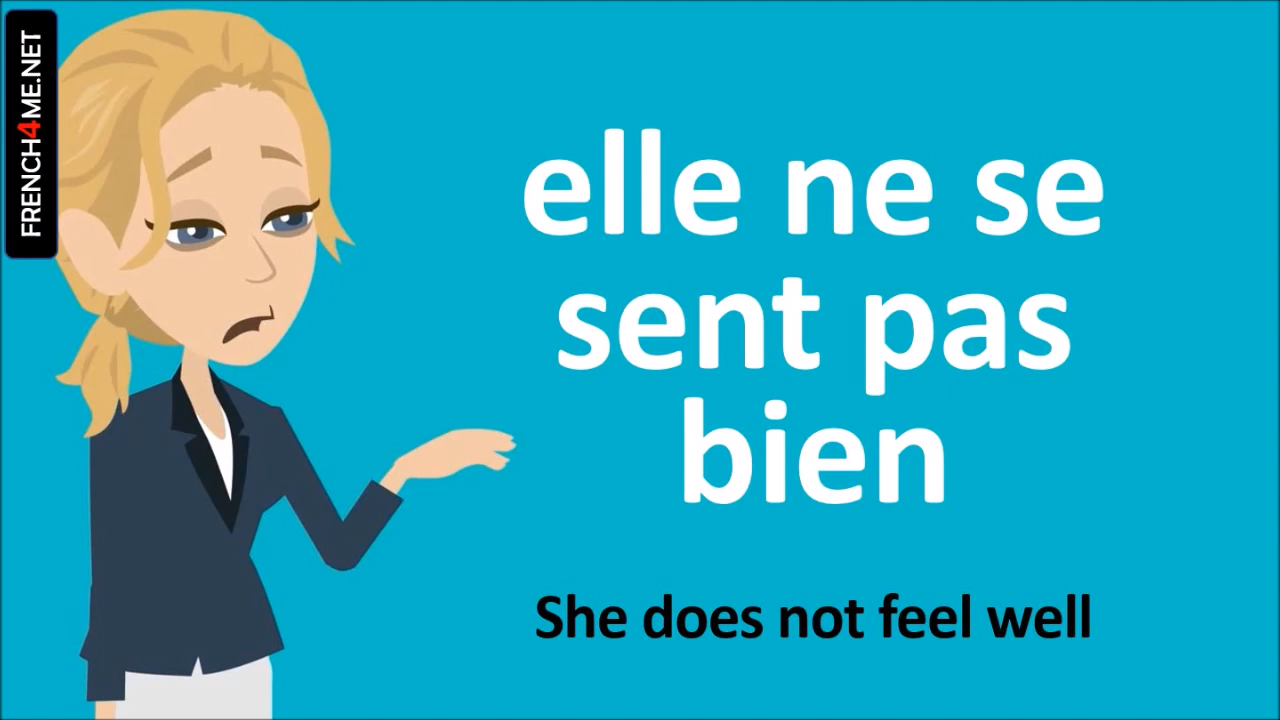 FRENCH4ME.NET
elle ne se
sent pas
bien
She does not feel well